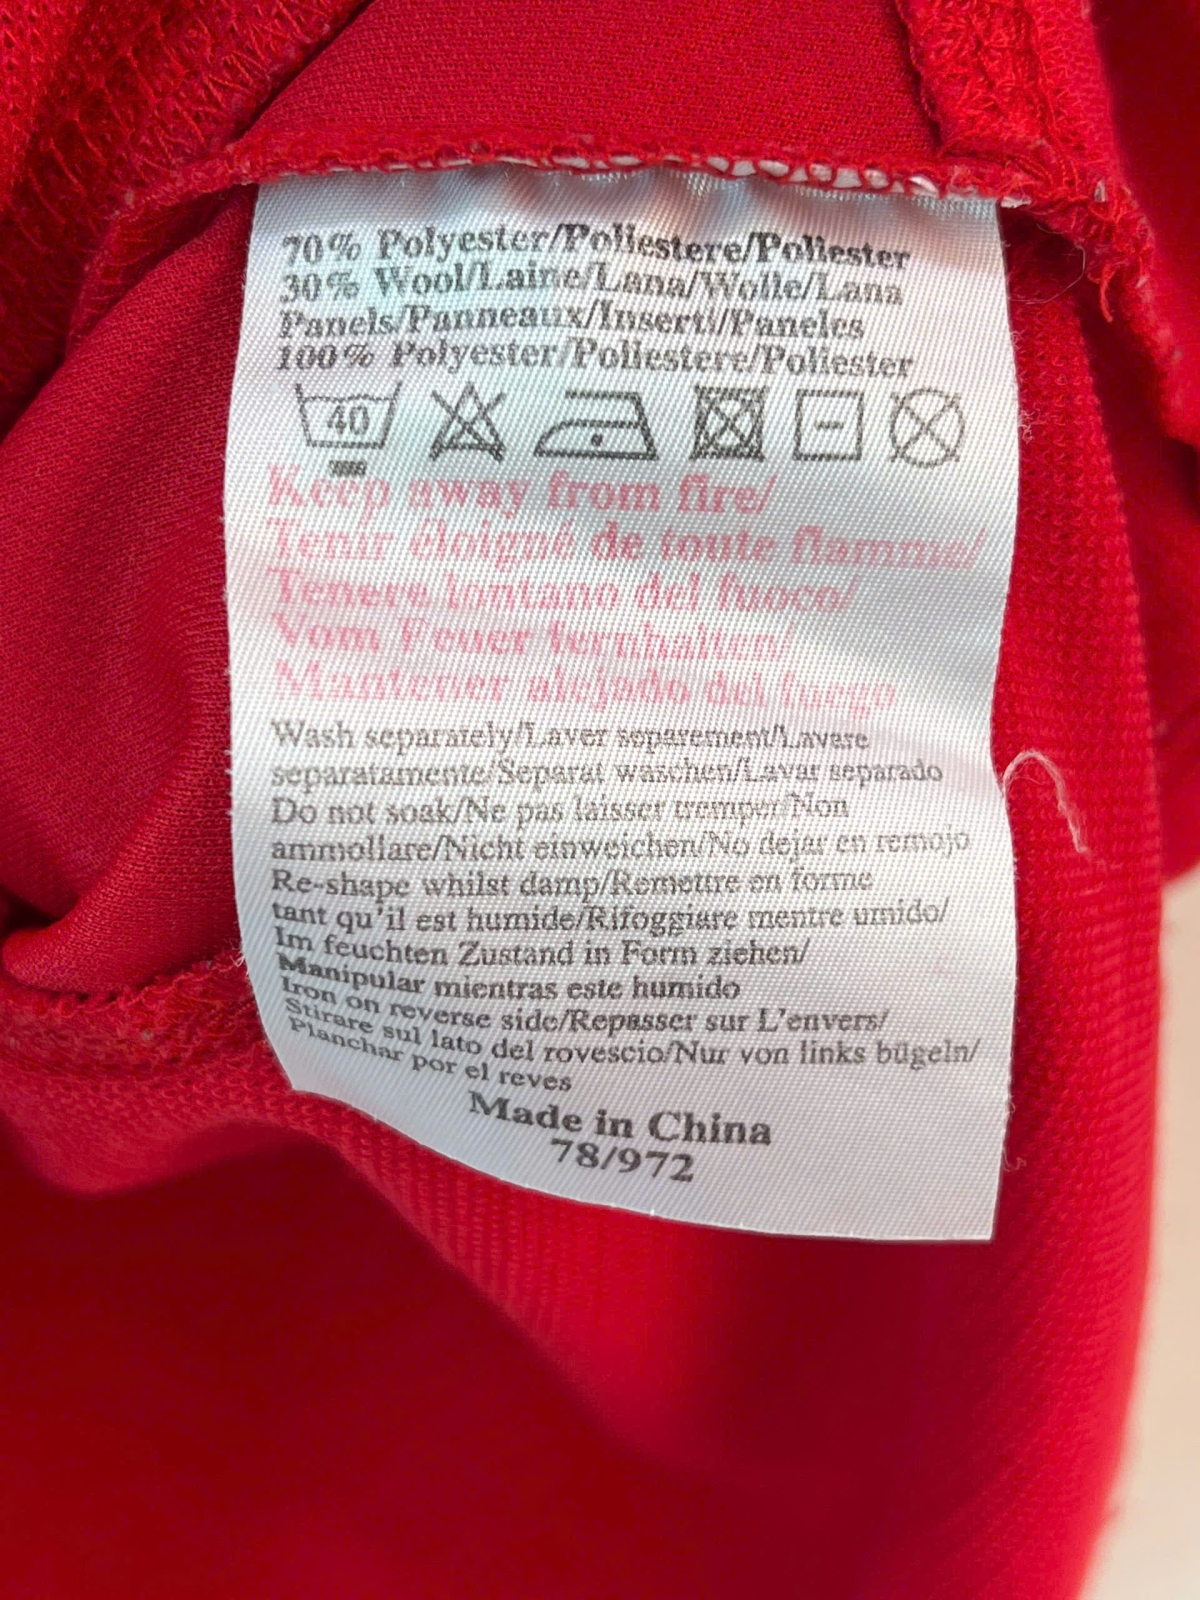 70% Polyester/Poliestere/Poliester
30% Wool/Laine/Lana/Wolle/Lana
Panels/Panneaux/Inserti/Paneles
100% Polyester/Poliestere/Poliester
40
Keep away from fire/
Tenir éloigné de toute flamme/
Tenere lontano del fuoco/
Vom Feuer fernhalten/
Mantener alejado del fuego
Wash separately/Laver separement/Lavare
separatamente/Separat waschen/Lavar separado
Do not soak/Ne pas laisser tremper/Non
ammollare/Nicht einweichen/No dejar en remojo
Re-shape whilst damp/Remettre en forme
tant qu'il est humide/Rifoggiare mentre umido/
Im feuchten Zustand in Form ziehen/
Manipular mientras este humido
Iron on reverse side/Repasser sur L'envers/
Stirare sul lato del rovescio/Nur von links bügeln/
Planchar por el reves
Made in China
78/972